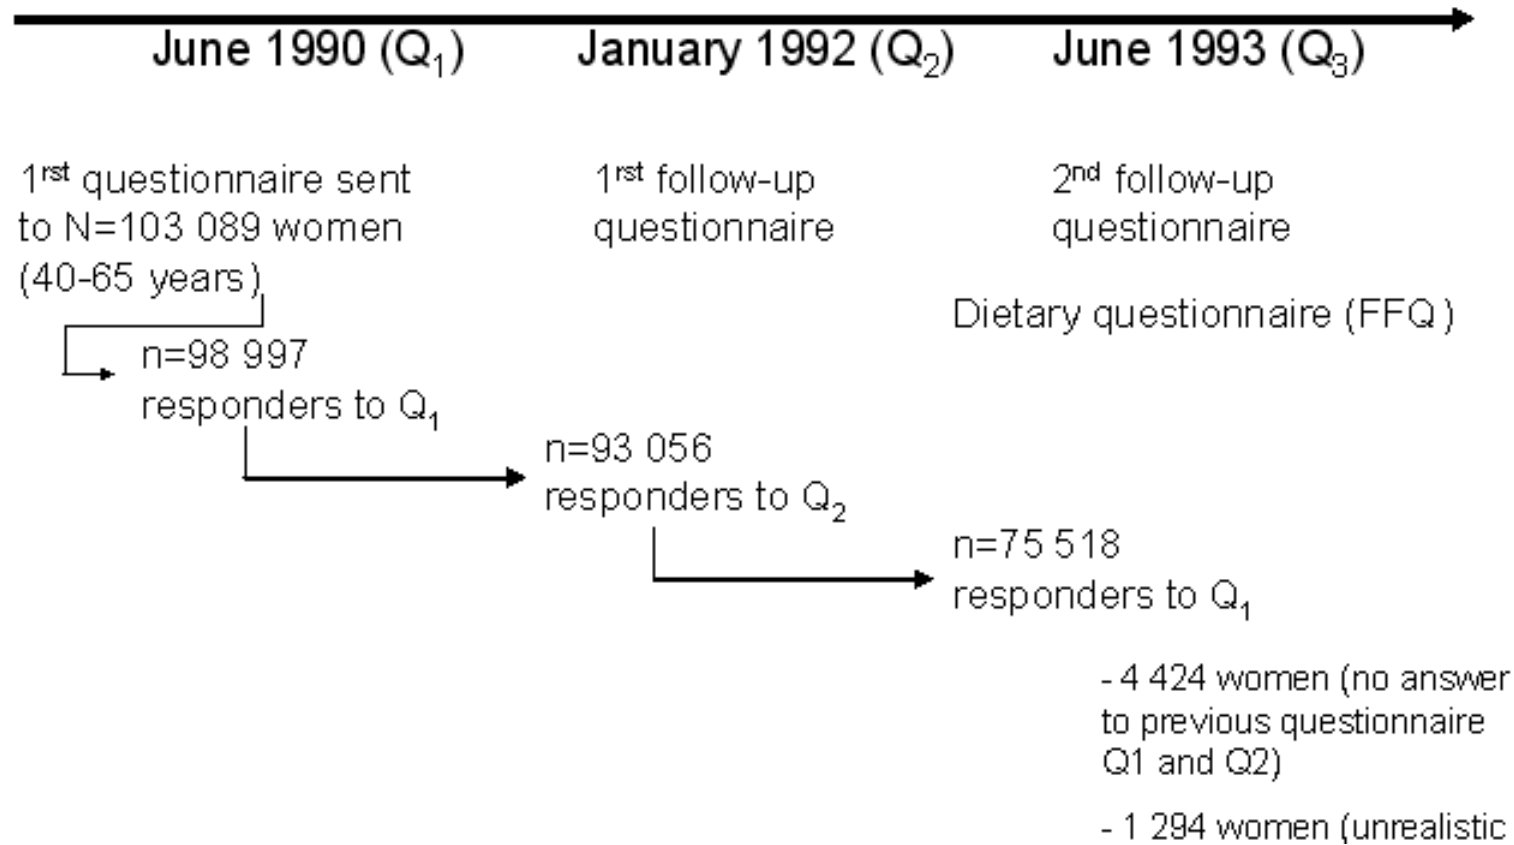 June 1990 (Q1)
January 1992 (Q2)
June 1993 (Q3)
1rst questionnaire sent
to N=103 089 women
(40-65 years)
1rst follow-up
questionnaire
2nd follow-up
questionnaire
Dietary questionnaire (FFQ)
n=98 997
responders to Q1
n=93 056
responders to Q2
n=75 518
responders to Q1
- 4 424 women (no answer
to previous questionnaire
Q1 and Q2)
- 1 294 women (unrealistic